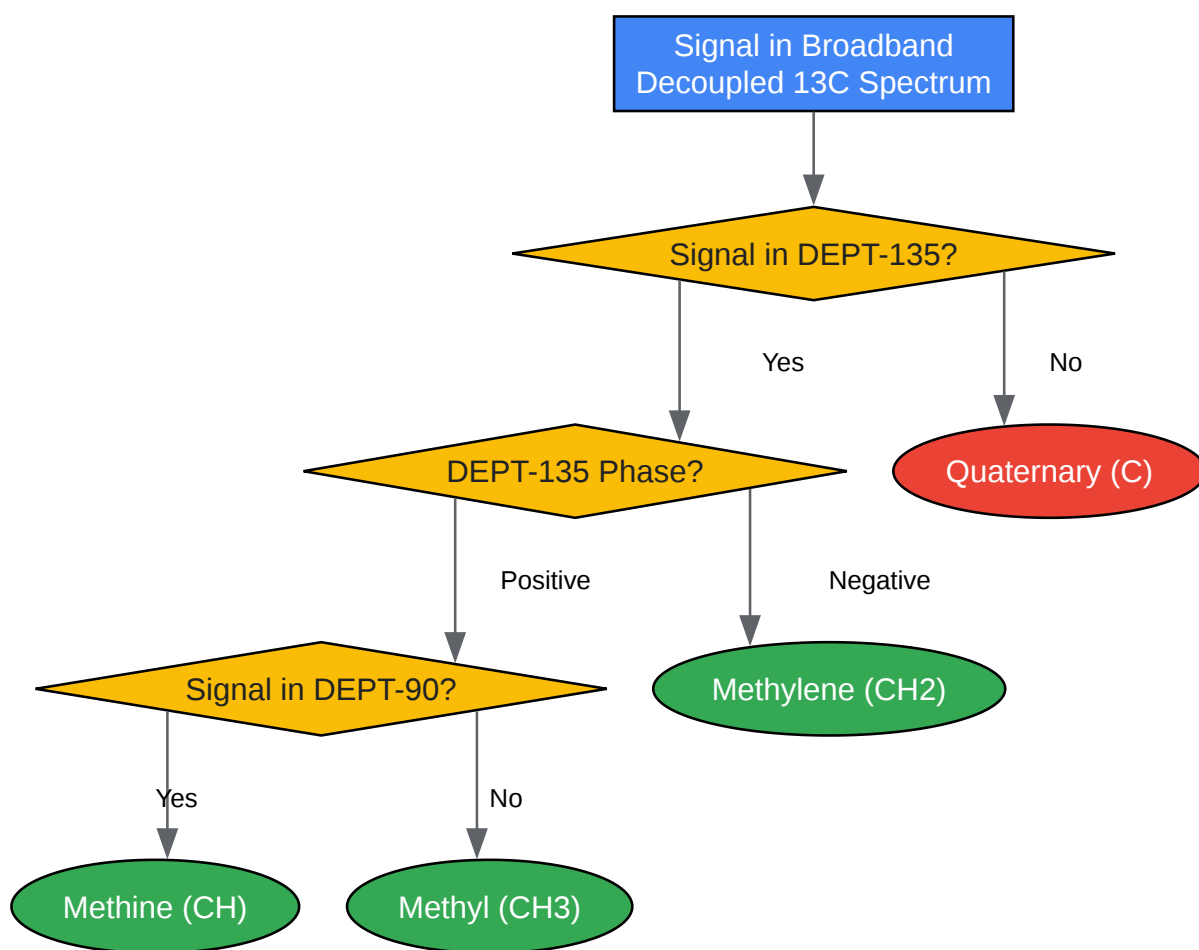 Signal in Broadband
Decoupled 13C Spectrum
Signal in DEPT-135?
Yes
No
DEPT-135 Phase?
Quaternary (C)
Positive
Negative
Signal in DEPT-90?
Methylene (CH2)
Yes
No
Methine (CH)
Methyl (CH3)